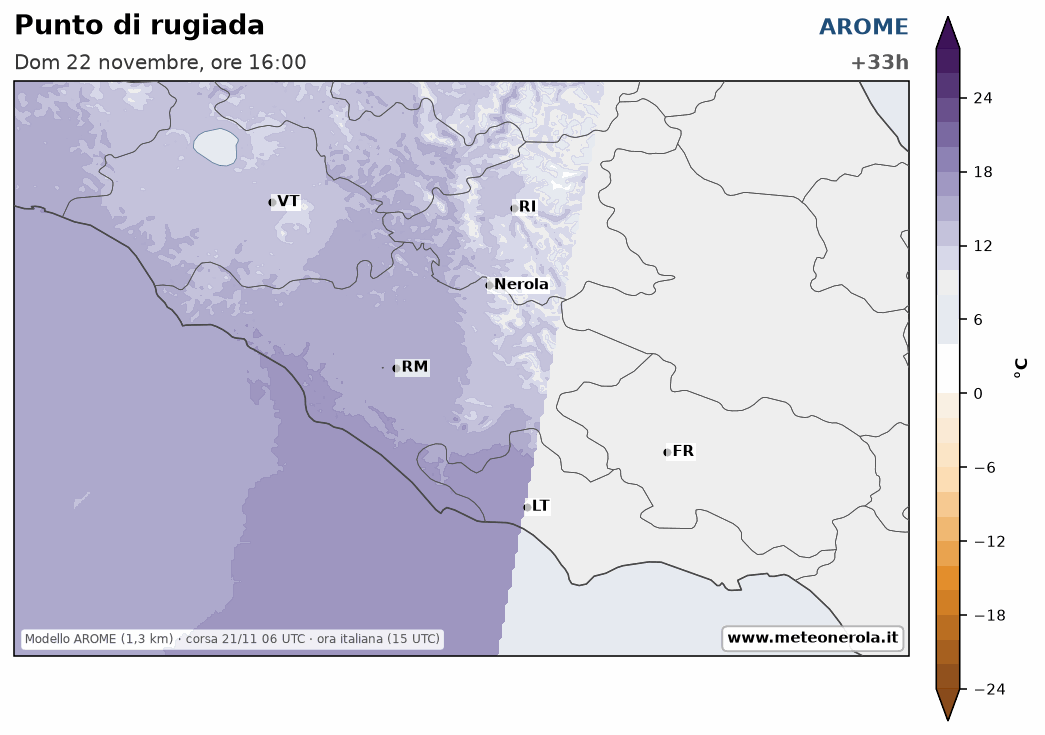 Punto di rugiada
AROME
Dom 22 novembre, ore 16:00
+33h
VT
RI
Nerola
RM
FR
LT
24
18
12
6
0
−6
−12
−18
−24
°C
Modello AROME (1,3 km) · corsa 21/11 06 UTC · ora italiana (15 UTC)
www.meteonerola.it